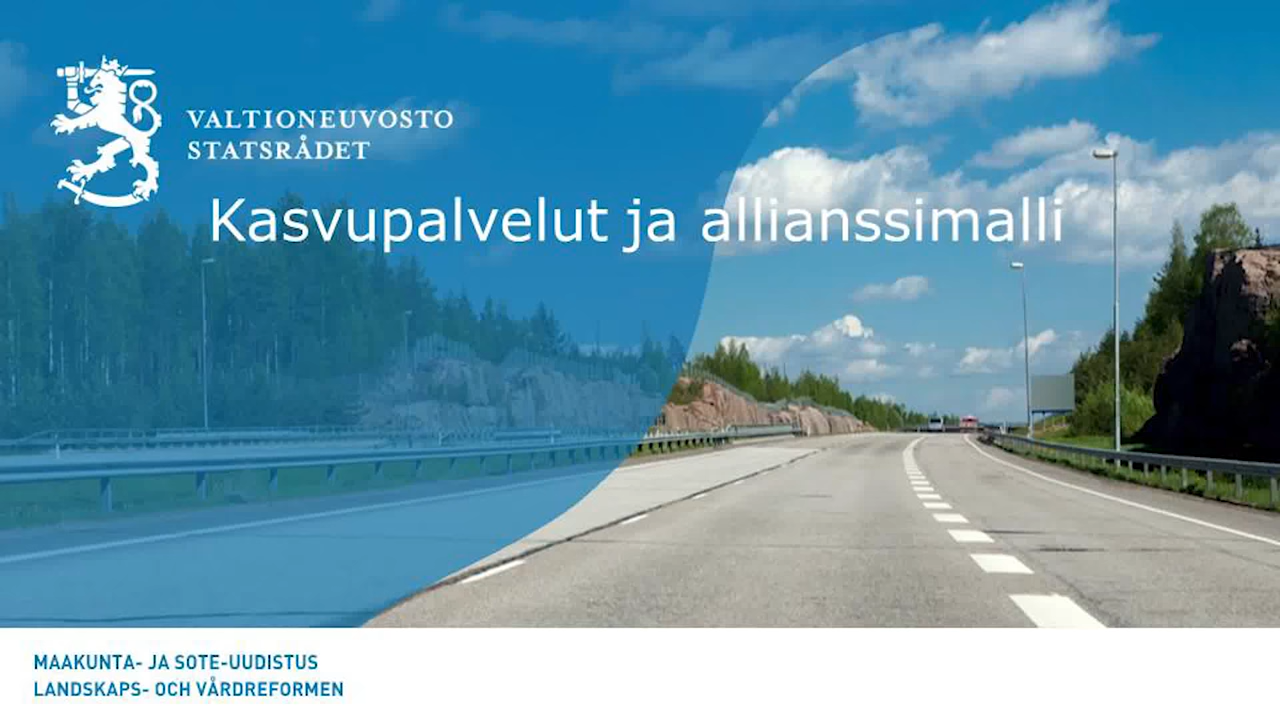 VALTIONEUVOSTO
STATSRÅDET
Kasvupalvelut ja allianssimalli
MAAKUNTA- JA SOTE-UUDISTUS
LANDSKAPS- OCH VÅRDREFORMEN